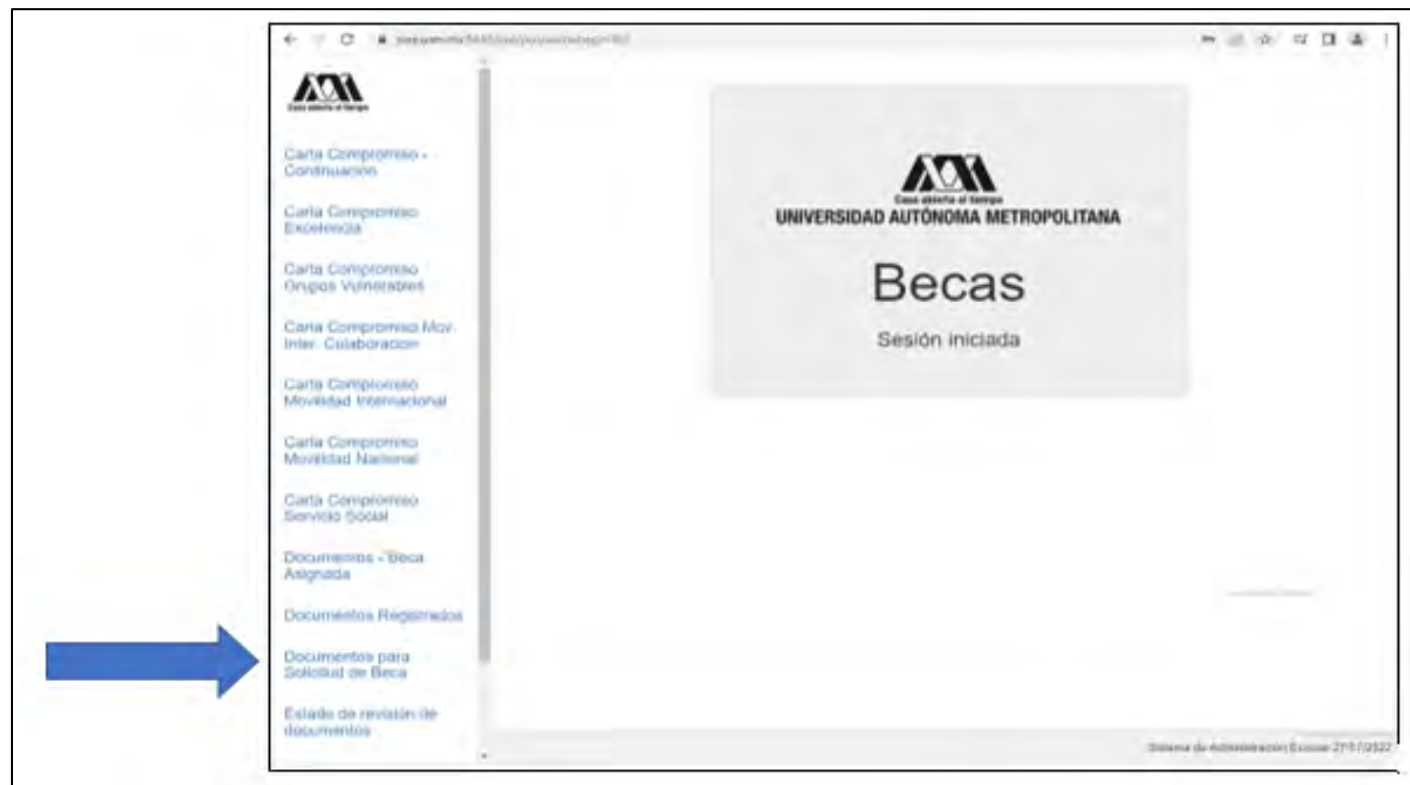 Casa abierta al tiempo
Carta Compromiso -
Continuación
Carta Compromiso
Excelencia
Carta Compromiso
Grupos Vulnerables
Carta Compromiso Mov.
Inter. Colaboracion
Carta Compromiso
Movilidad Internacional
Carta Compromiso
Movilidad Nacional
Carta Compromiso
Servicio Social
Documentos - Beca
Asignada
Documentos Registrados
Documentos para
Solicitud de Beca
Estado de revisión de
documentos
Casa abierta al tiempo
UNIVERSIDAD AUTÓNOMA METROPOLITANA
Becas
Sesión iniciada
Sistema de Administración Escolar